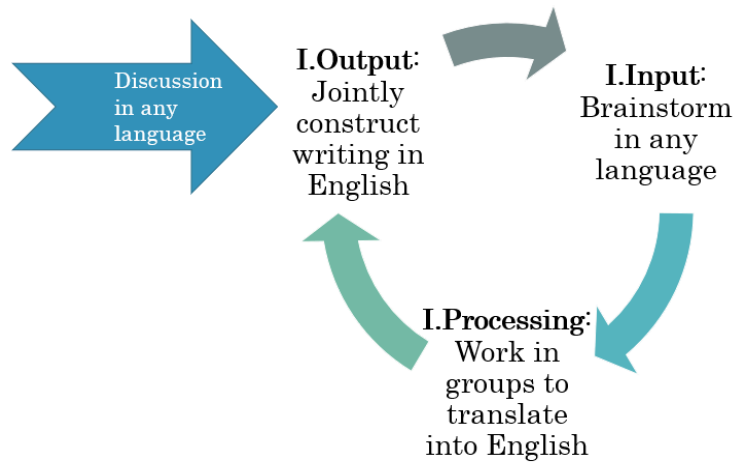 Discussion
in any
language
I.Output:
Jointly
construct
writing in
English
I.Input:
Brainstorm
in any
language
I.Processing:
Work in
groups to
translate
into English